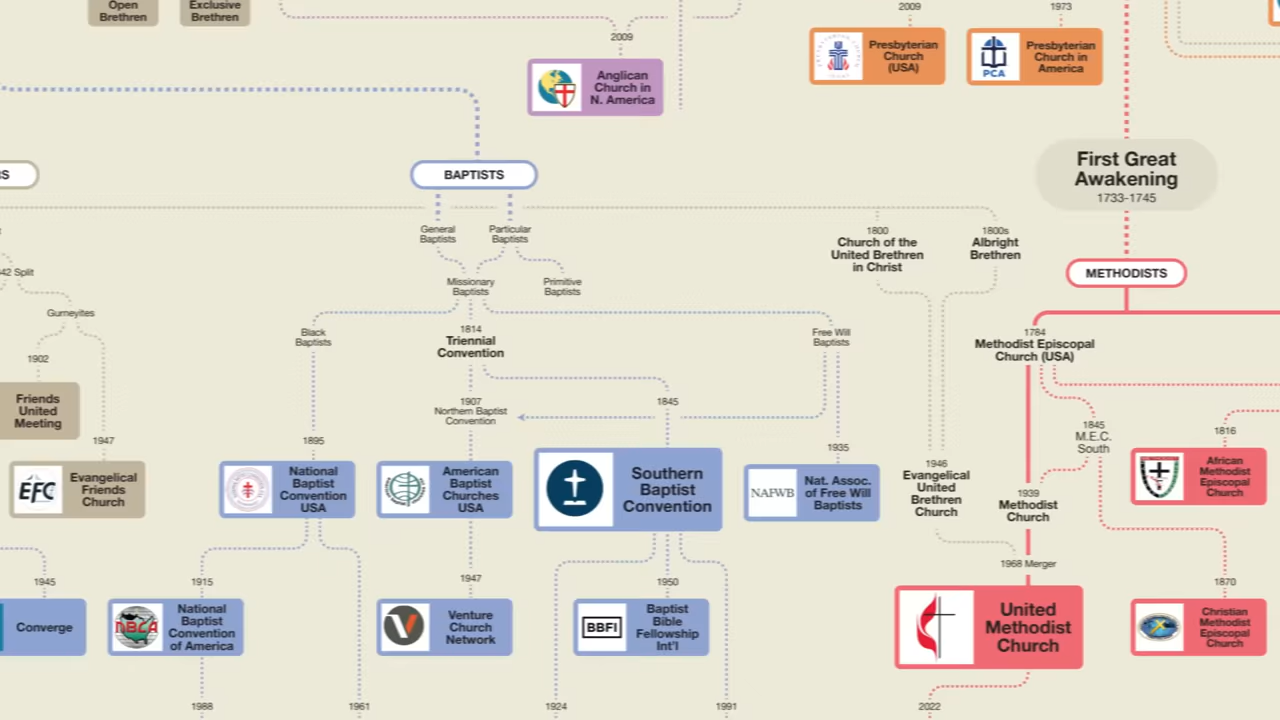 Open
Brethren
Exclusive
Brethren
2009
Anglican
Church in
N. America
2009
Presbyterian
Church
(USA)
1973
PCA
Presbyterian
Church in
America
First Great
Awakening
1733-1745
S
BAPTISTS
General
Baptists
Particular
Baptists
1800
Church of the
United Brethren
in Christ
1800s
Albright
Brethren
METHODISTS
42 Split
Missionary
Baptists
Primitive
Baptists
Gurneyites
Black
Baptists
1814
Triennial
Convention
Free Will
Baptists
1784
Methodist Episcopal
Church (USA)
1902
Friends
United
Meeting
1907
Northern Baptist
Convention
1845
1845
M.E.C.
South
1816
African
Methodist
Episcopal
Church
1947
EFC
Evangelical
Friends
Church
1895
National
Baptist
Convention
USA
American
Baptist
Churches
USA
Southern
Baptist
Convention
1935
NAFWB
Nat. Assoc.
of Free Will
Baptists
1946
Evangelical
United
Brethren
Church
1939
Methodist
Church
1968 Merger
1945
Converge
1915
NBCA
National
Baptist
Convention
of America
1947
Venture
Church
Network
1950
BBFI
Baptist
Bible
Fellowship
Int'l
United
Methodist
Church
1870
Christian
Methodist
Episcopal
Church
1988
1961
1924
1991
2022